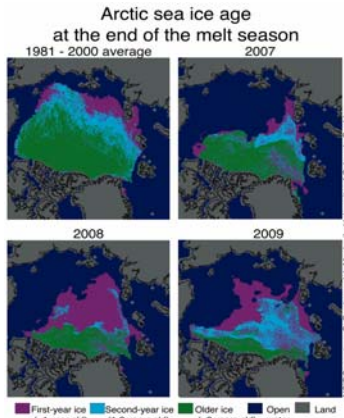 Arctic sea ice age
at the end of the melt season
1981 - 2000 average
2007
2008
2009
First-year ice
Second-year ice
Older ice
Open
Land